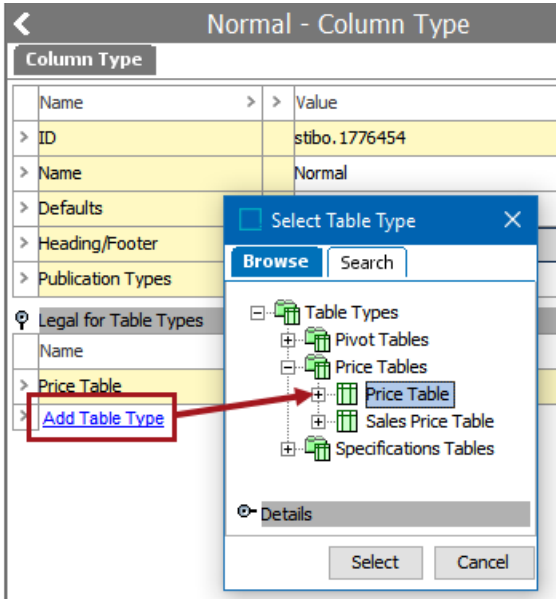 Normal - Column Type
Column Type
Name > > Value
> ID stibo.1776454
> Name Normal
> Defaults
> Heading/Footer
> Publication Types
Legal for Table Types
Name
> Price Table
> Add Table Type
Select Table Type
Browse Search
Table Types
Pivot Tables
Price Tables
Price Table
Sales Price Table
Specifications Tables
Details
Select Cancel